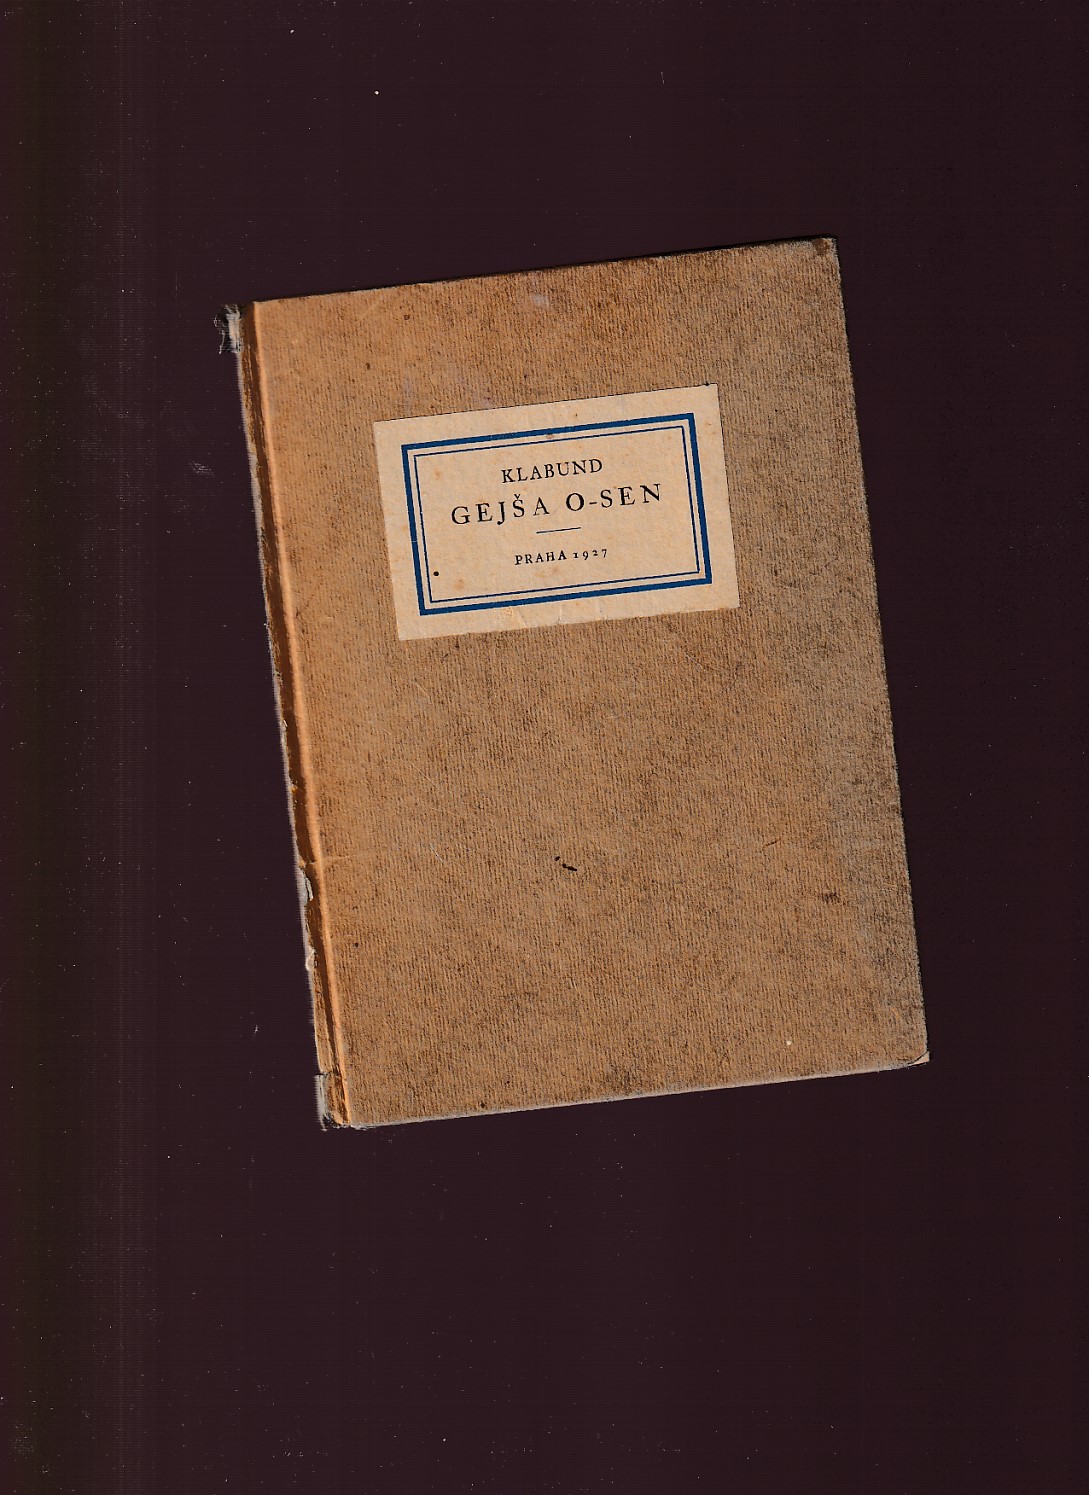 KLABUND
GEJŠA O-SEN
PRAHA 1927